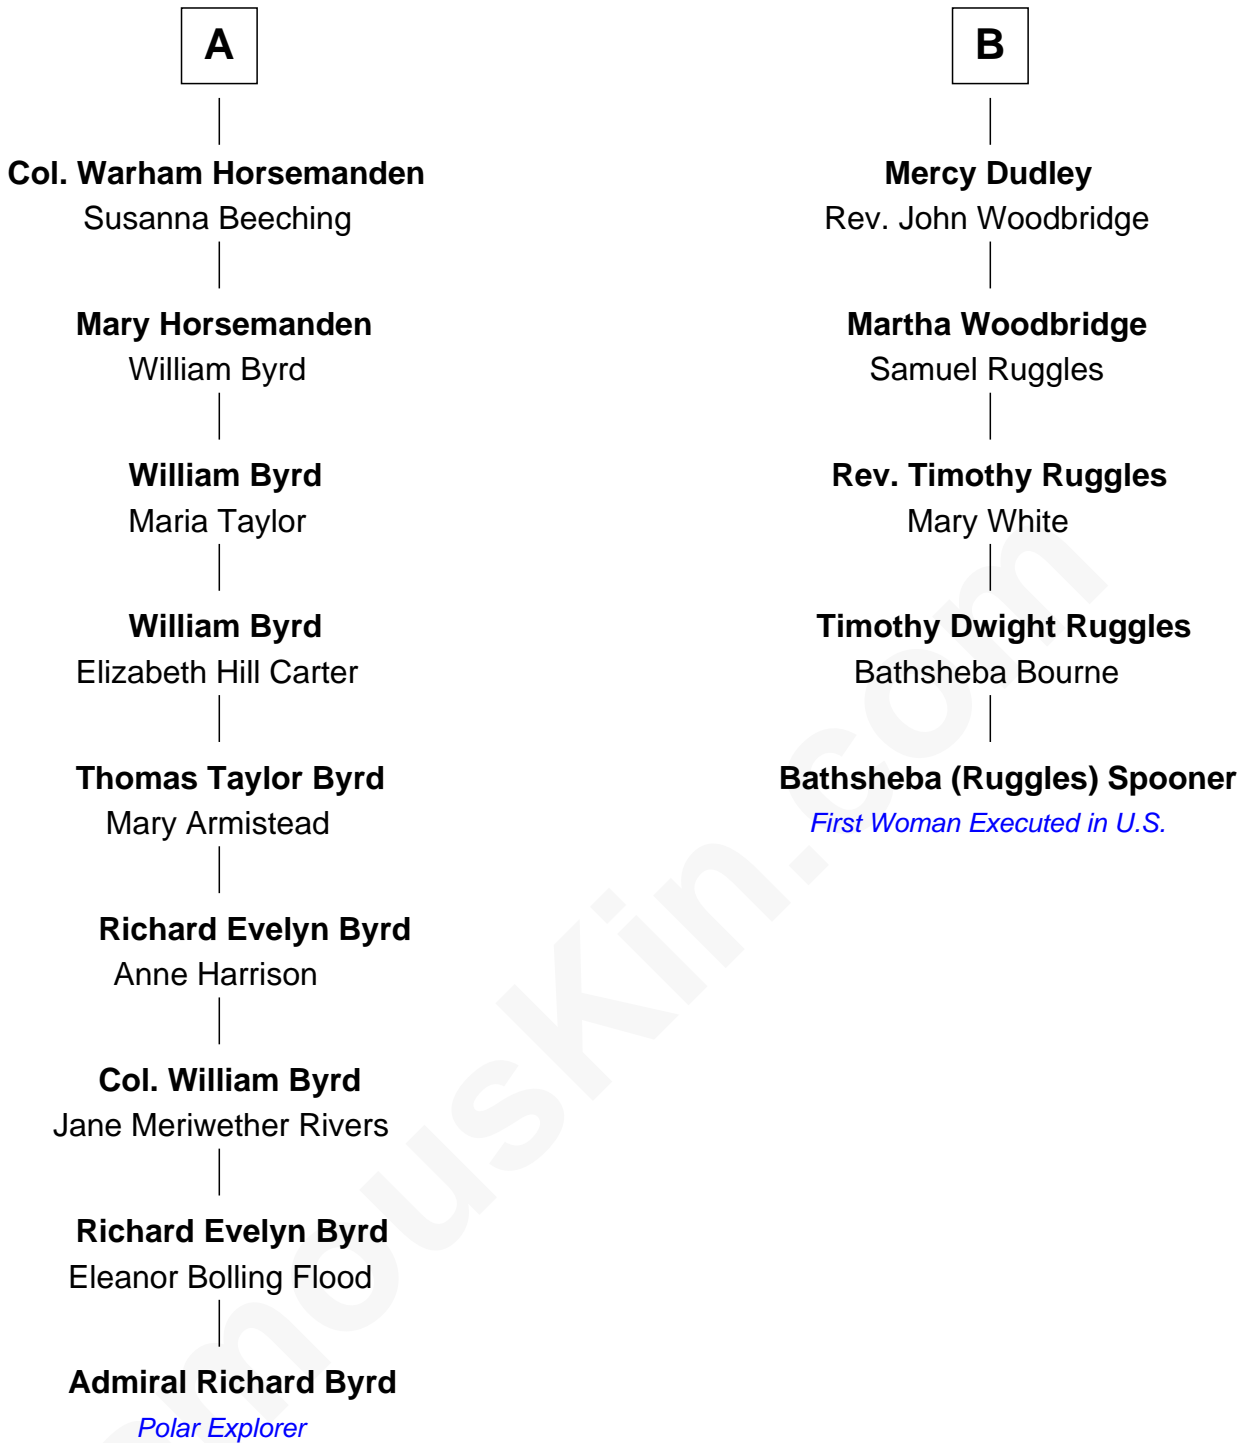 A
Col. Warham Horsemanden
Susanna Beeching
Mary Horsemanden
William Byrd
William Byrd
Maria Taylor
William Byrd
Elizabeth Hill Carter
Thomas Taylor Byrd
Mary Armistead
Richard Evelyn Byrd
Anne Harrison
Col. William Byrd
Jane Meriwether Rivers
Richard Evelyn Byrd
Eleanor Bolling Flood
Admiral Richard Byrd
Polar Explorer
B
Mercy Dudley
Rev. John Woodbridge
Martha Woodbridge
Samuel Ruggles
Rev. Timothy Ruggles
Mary White
Timothy Dwight Ruggles
Bathsheba Bourne
Bathsheba (Ruggles) Spooner
First Woman Executed in U.S.
mousKin.com